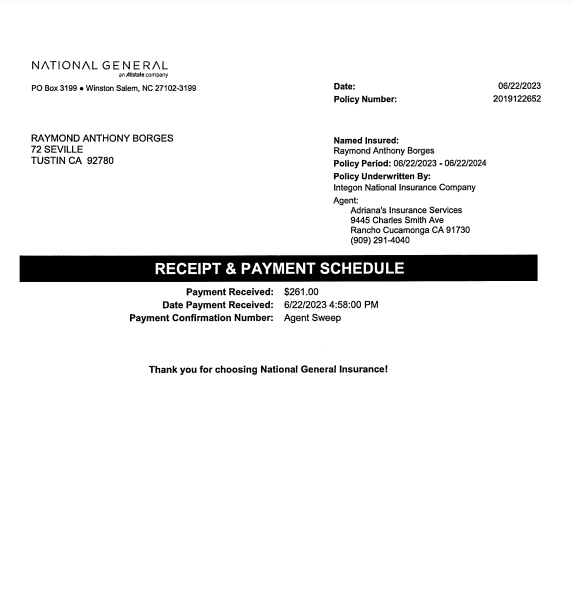 NATIONAL GENERAL
an Allstate company
PO Box 3199 ● Winston Salem, NC 27102-3199
Date: 06/22/2023
Policy Number: 2019122652
RAYMOND ANTHONY BORGES
72 SEVILLE
TUSTIN CA 92780
Named Insured:
Raymond Anthony Borges
Policy Period: 06/22/2023 - 06/22/2024
Policy Underwritten By:
Integon National Insurance Company
Agent:
Adriana's Insurance Services
9445 Charles Smith Ave
Rancho Cucamonga CA 91730
(909) 291-4040
RECEIPT & PAYMENT SCHEDULE
Payment Received: $261.00
Date Payment Received: 6/22/2023 4:58:00 PM
Payment Confirmation Number: Agent Sweep
Thank you for choosing National General Insurance!